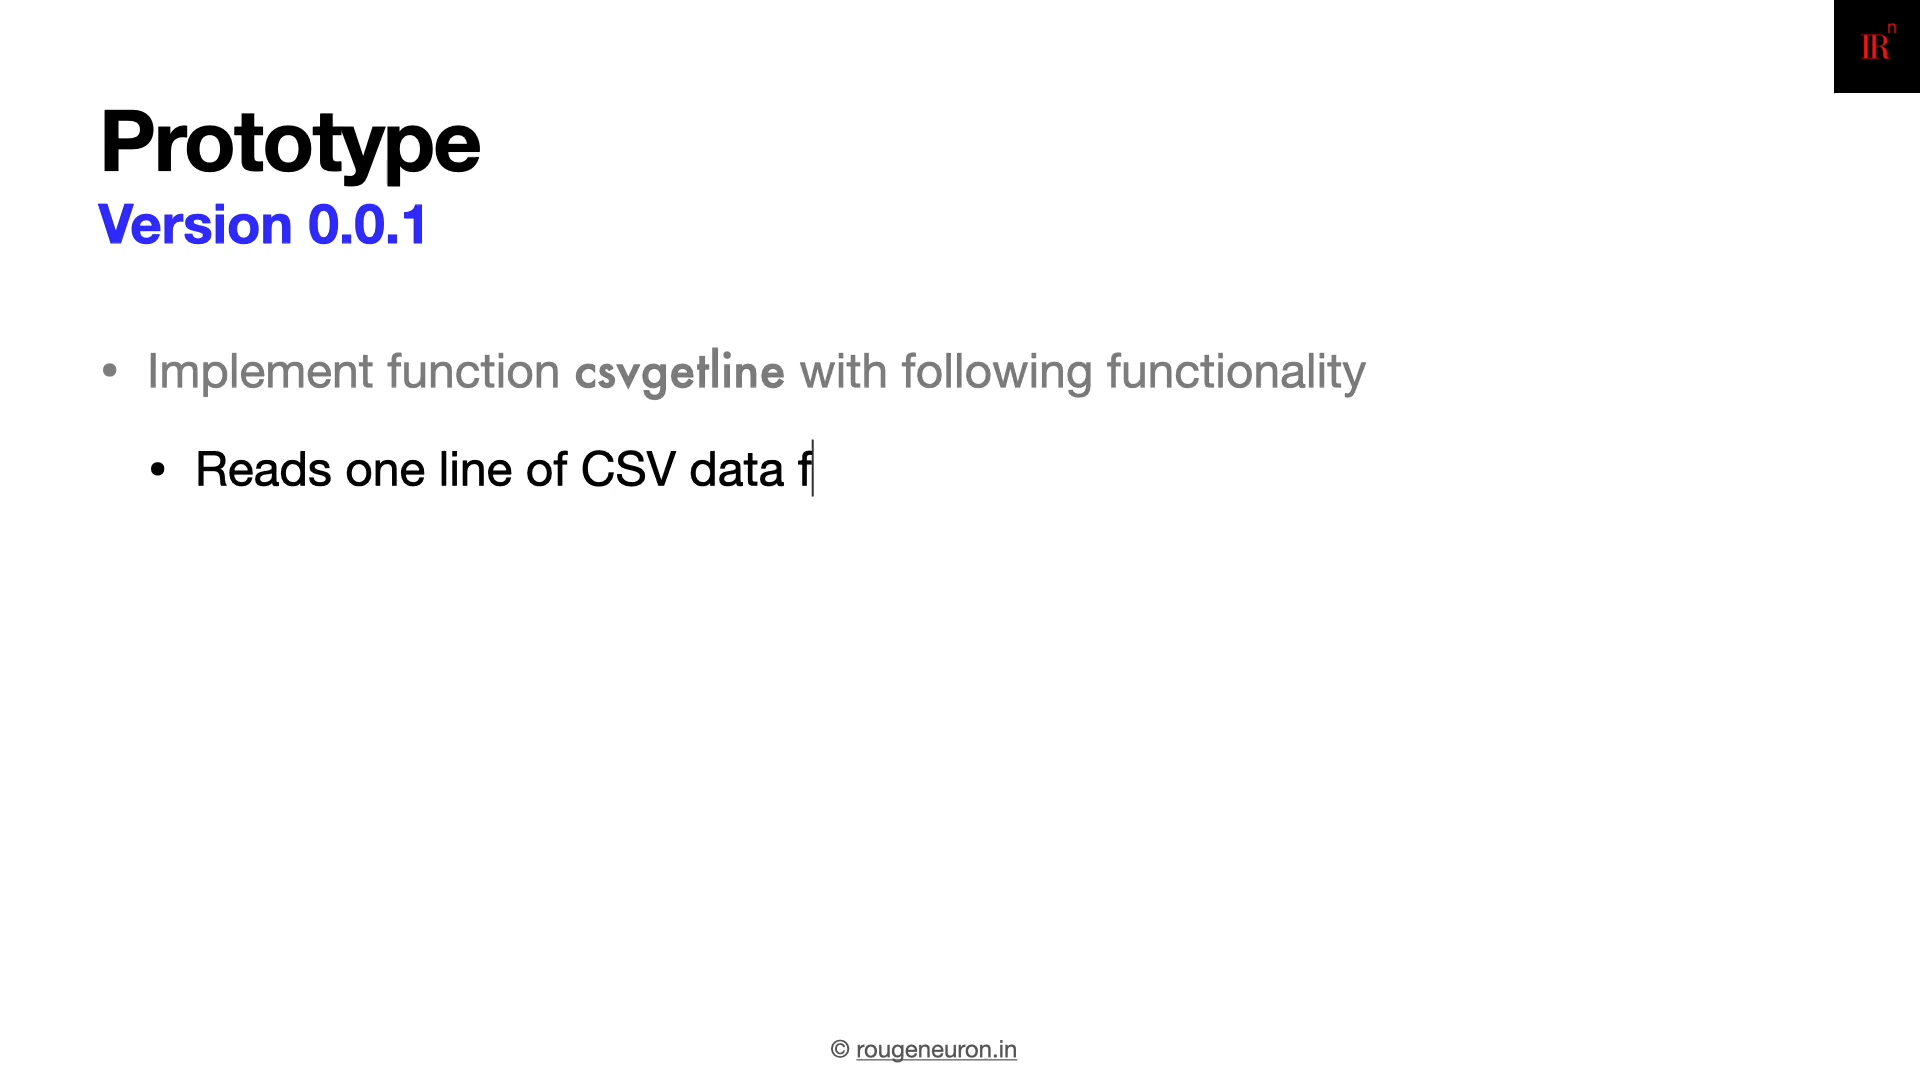 IRⁿ
Prototype
Version 0.0.1
• Implement function csvgetline with following functionality
• Reads one line of CSV data f
© rougeneuron.in